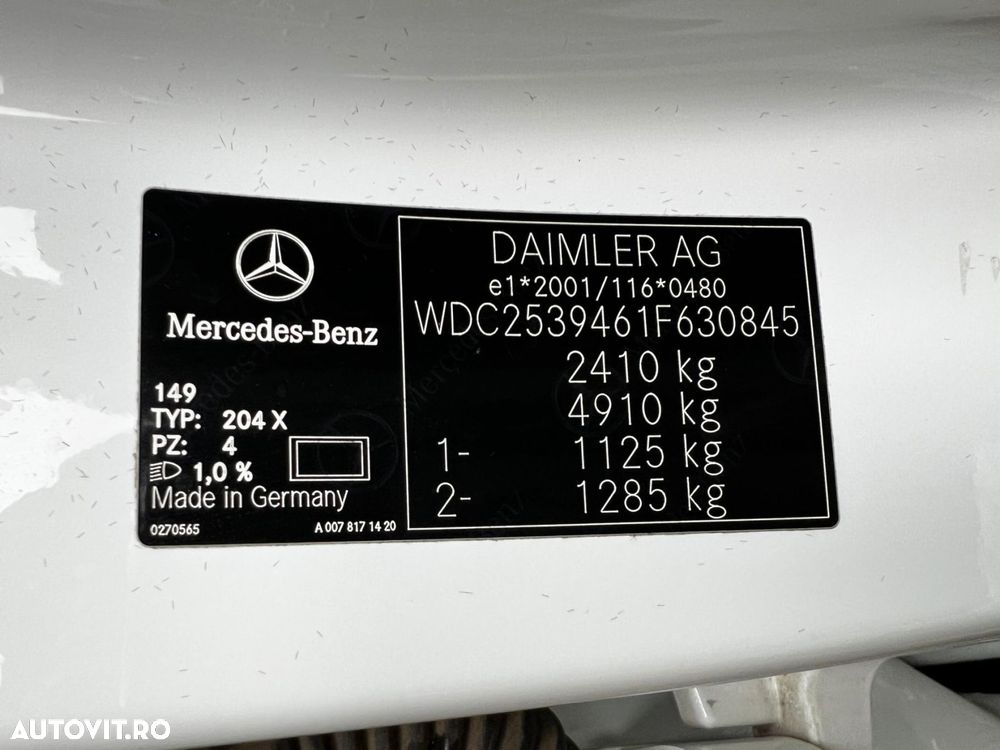 Mercedes-Benz
149
TYP: 204 X
PZ: 4
1,0 %
Made in Germany
0270565 A 007 817 14 20
DAIMLER AG
e1*2001/116*0480
WDC2539461F630845
2410 kg
4910 kg
1- 1125 kg
2- 1285 kg
AUTOVIT.RO